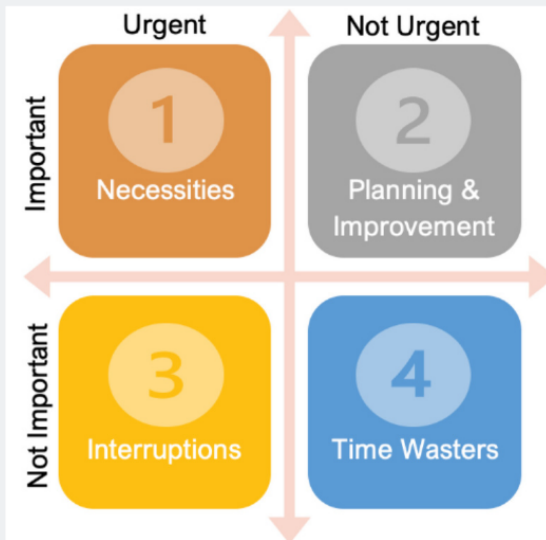 Urgent
Not Urgent
Important
1
Necessities
2
Planning &
Improvement
Not Important
3
Interruptions
4
Time Wasters